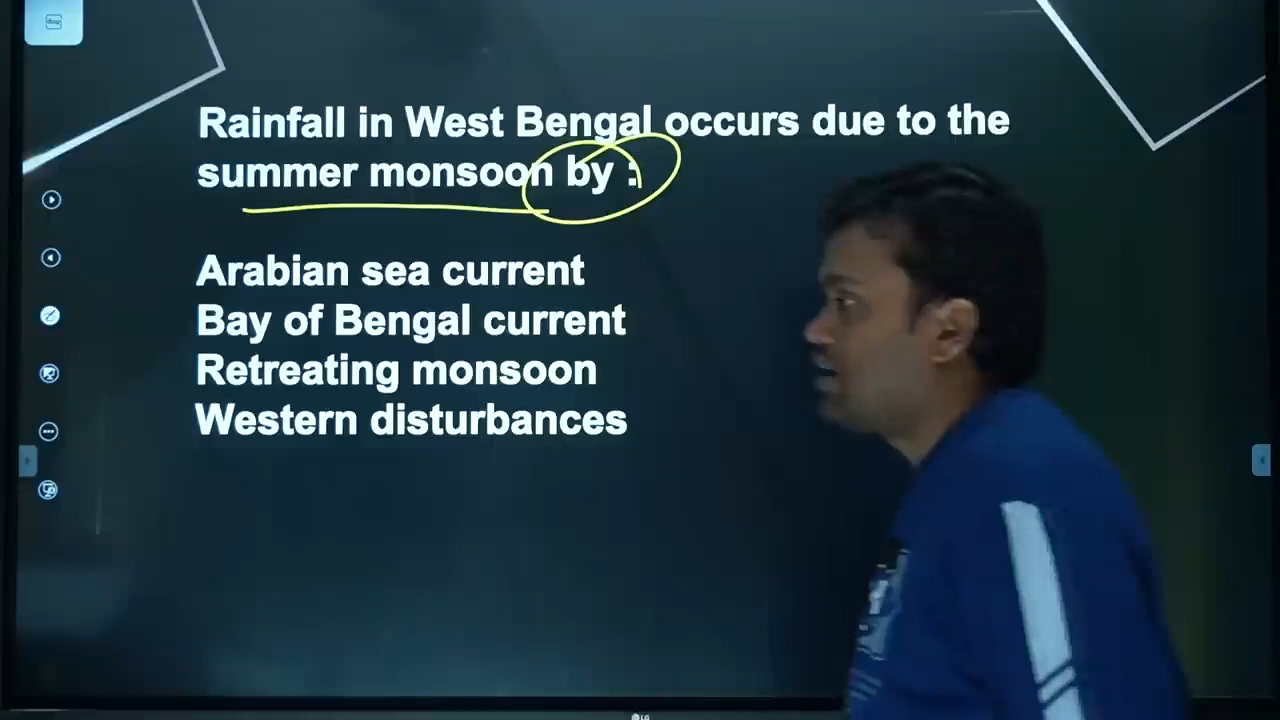 Rainfall in West Bengal occurs due to the
summer monsoon by :
Arabian sea current
Bay of Bengal current
Retreating monsoon
Western disturbances
LG